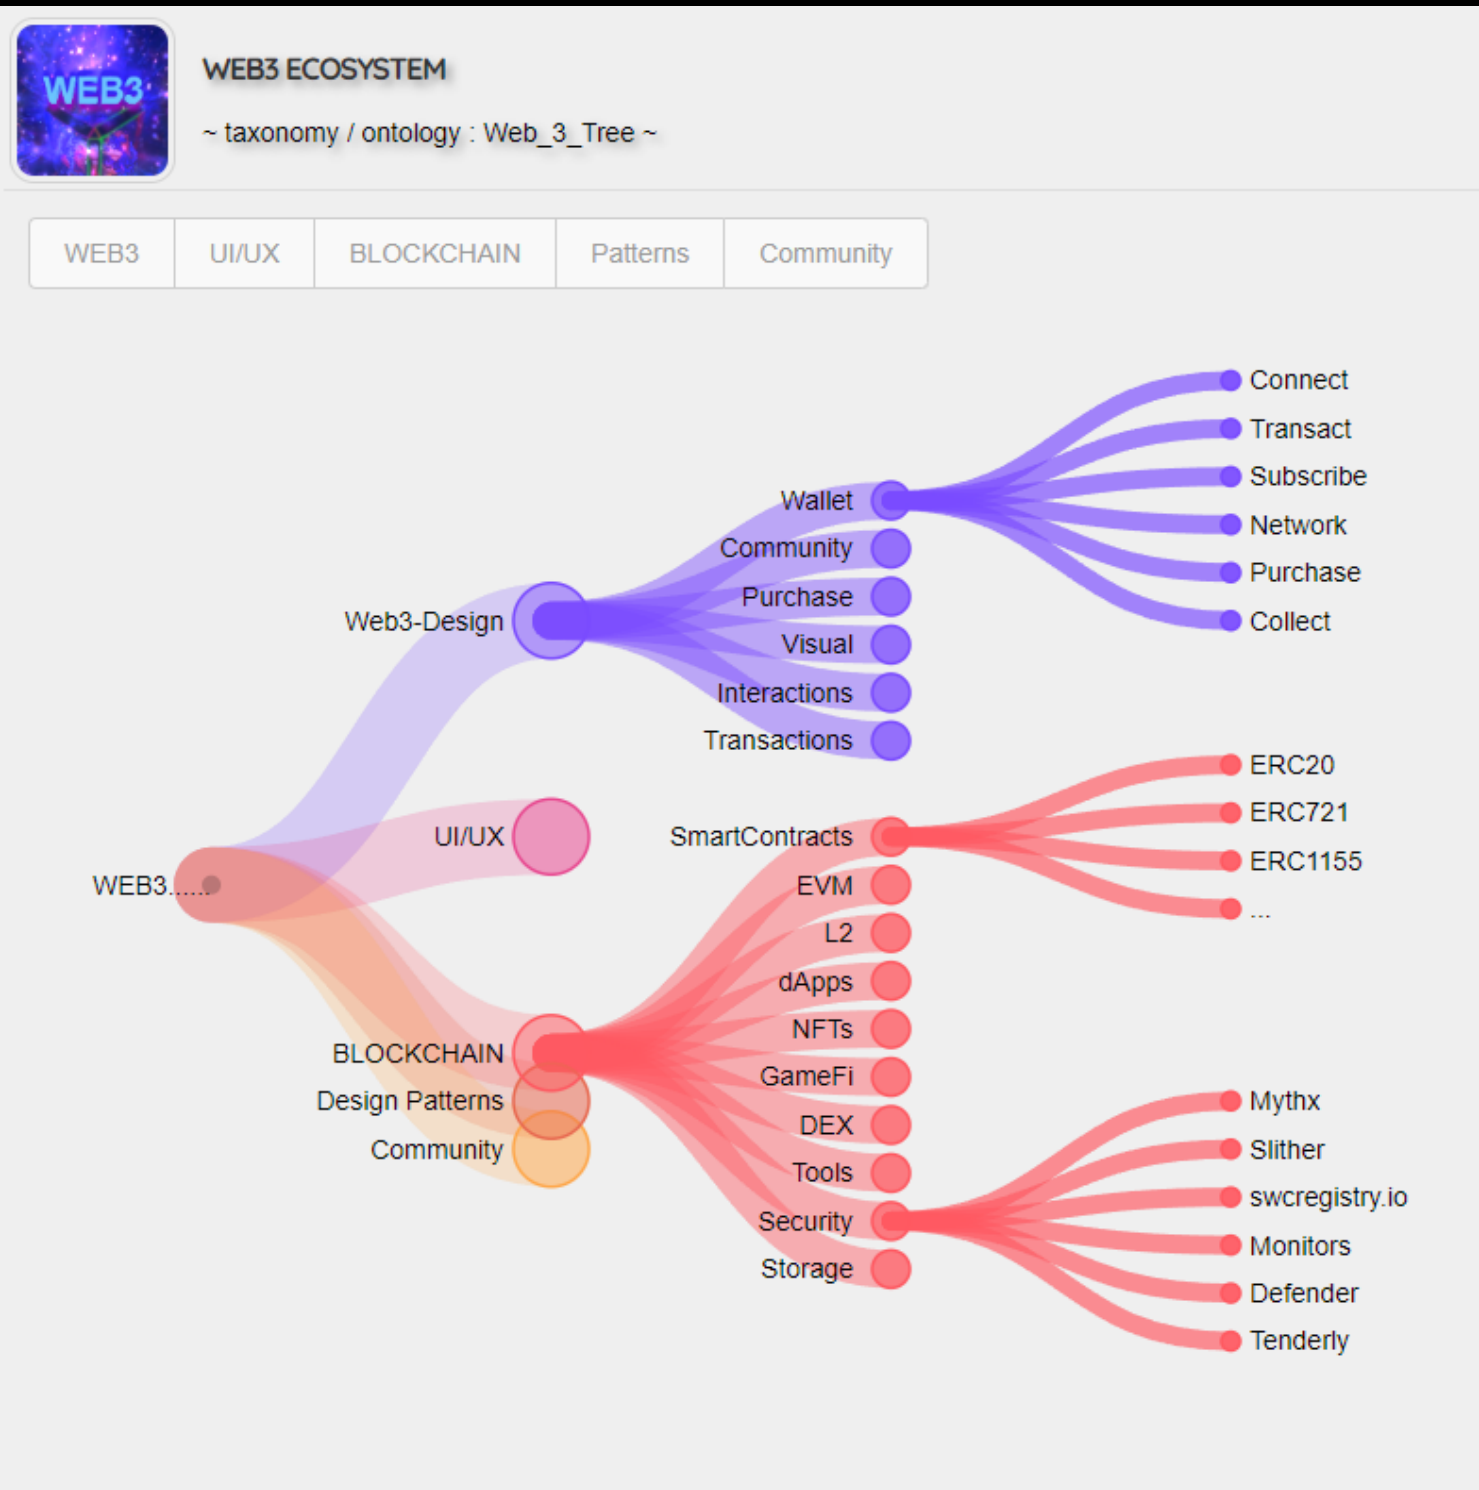 WEB3
WEB3 ECOSYSTEM
~ taxonomy / ontology : Web_3_Tree ~
WEB3
UI/UX
BLOCKCHAIN
Patterns
Community
WEB3......
Web3-Design
UI/UX
BLOCKCHAIN
Design Patterns
Community
Wallet
Community
Purchase
Visual
Interactions
Transactions
SmartContracts
EVM
L2
dApps
NFTs
GameFi
DEX
Tools
Security
Storage
Connect
Transact
Subscribe
Network
Purchase
Collect
ERC20
ERC721
ERC1155
...
Mythx
Slither
swcregistry.io
Monitors
Defender
Tenderly